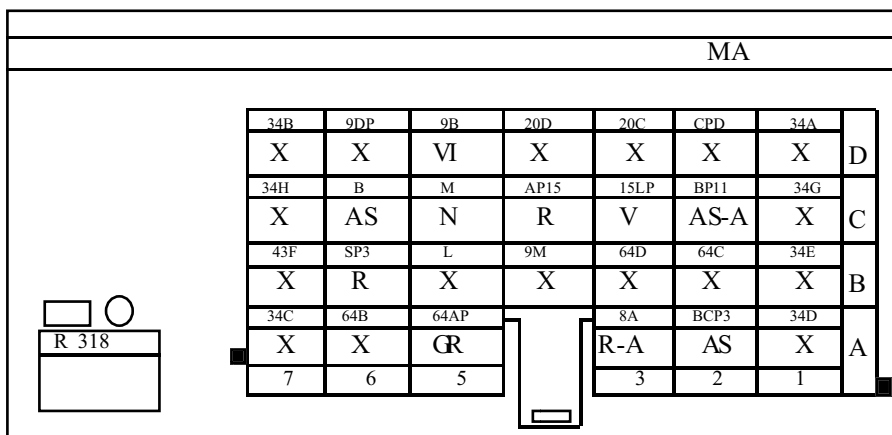 MA
34B 9DP 9B 20D 20C CPD 34A
X X VI X X X X D
34H B M AP15 15LP BP11 34G
X AS N R V AS-A X C
43F SP3 L 9M 64D 64C 34E
X R X X X X X B
34C 64B 64AP 8A BCP3 34D
R 318 X X GR R-A AS X A
7 6 5 3 2 1